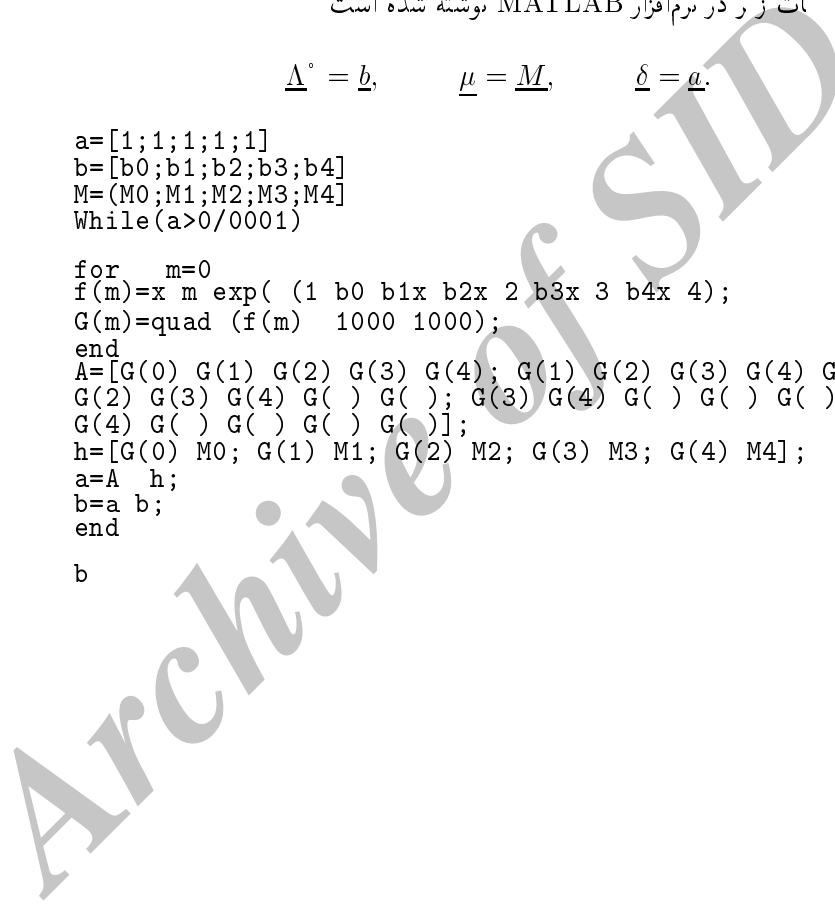 در نرم‌افزار MATLAB نوشته شده است
Λ° = b, μ = M, δ = a.
a=[1;1;1;1;1]
b=[b0;b1;b2;b3;b4]
M=(M0;M1;M2;M3;M4]
While(a>0/0001)
for m=0
f(m)=x m exp( (1 b0 b1x b2x 2 b3x 3 b4x 4);
G(m)=quad (f(m) 1000 1000);
end
A=[G(0) G(1) G(2) G(3) G(4); G(1) G(2) G(3) G(4) G
G(2) G(3) G(4) G( ) G( ); G(3) G(4) G( ) G( ) G( )
G(4) G( ) G( ) G( ) G( )];
h=[G(0) M0; G(1) M1; G(2) M2; G(3) M3; G(4) M4];
a=A h;
b=a b;
end
b
Archive of SID